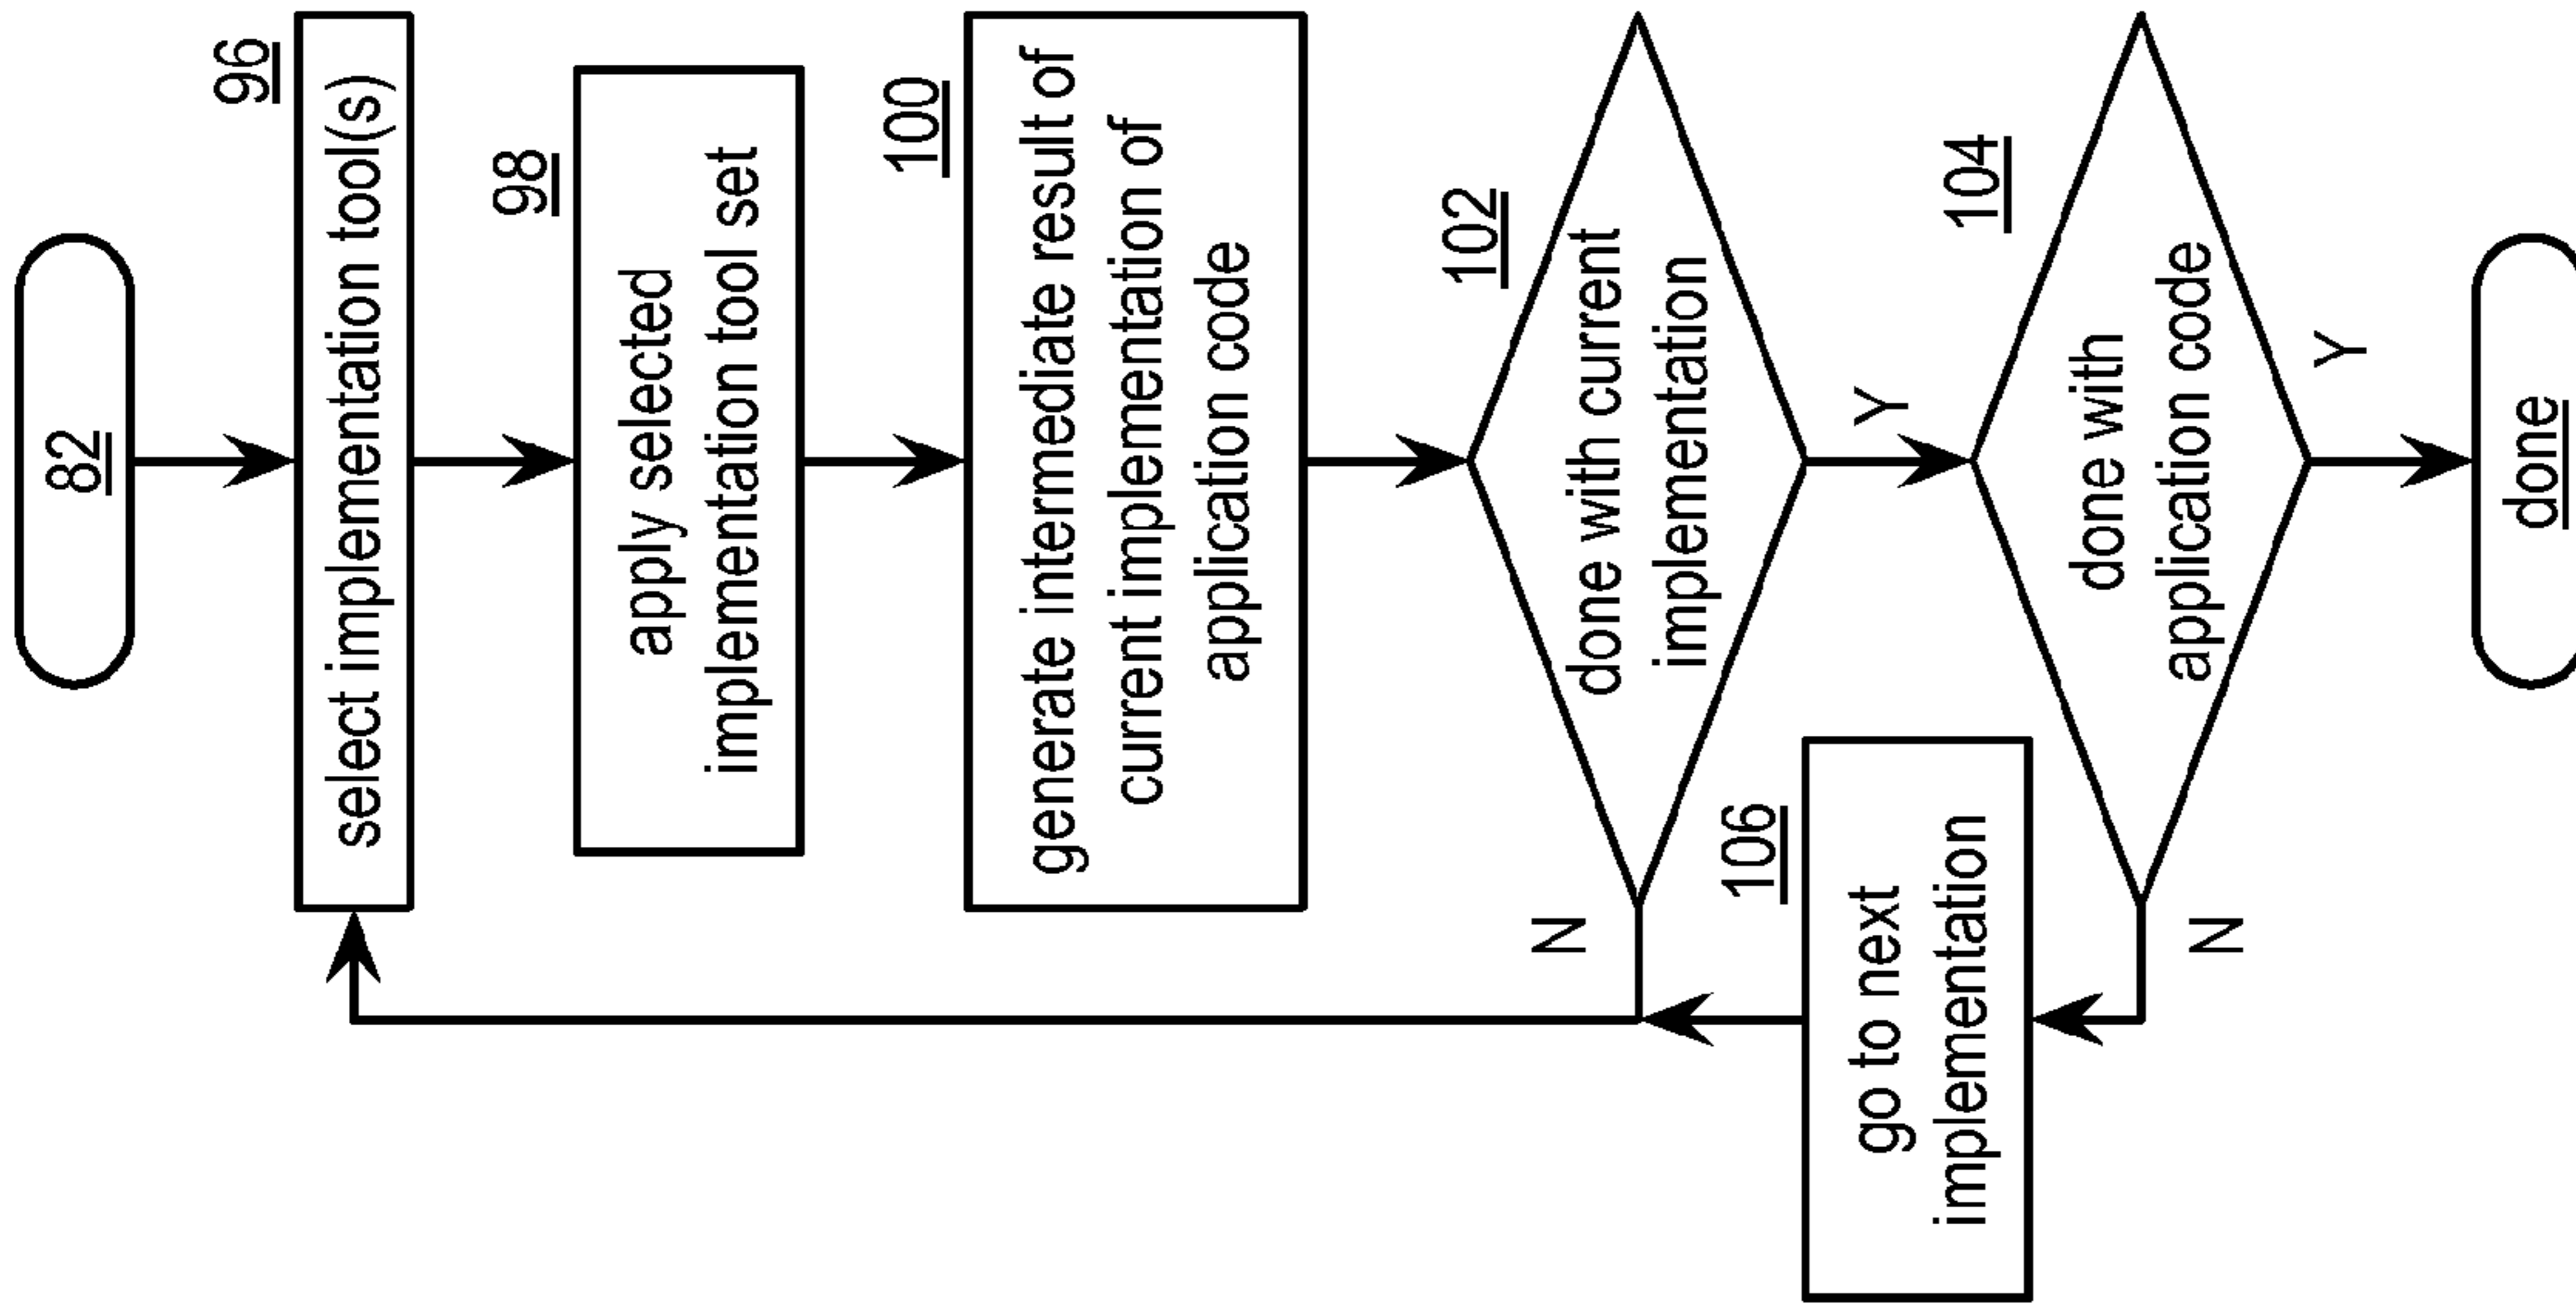 82
96
select implementation tool(s)
98
apply selected
implementation tool set
100
generate intermediate result of
current implementation of
application code
102
done with current
implementation
N
Y
104
done with
application code
106
go to next
implementation
N
Y
done